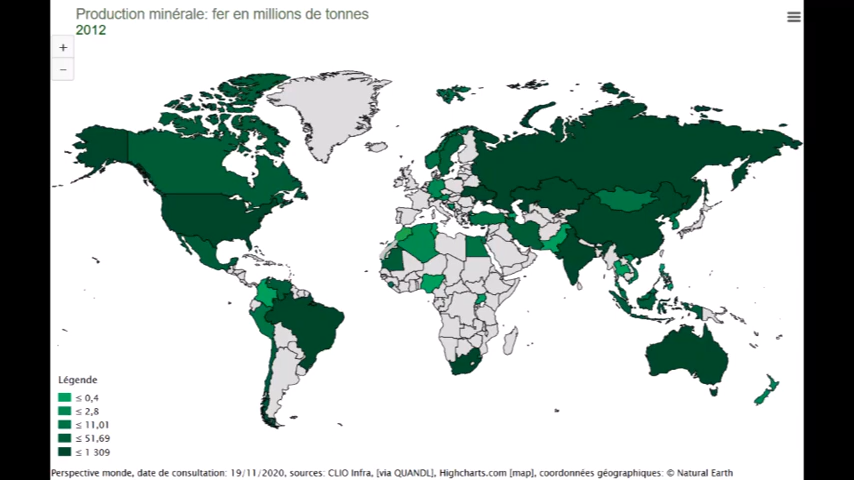 Production minérale: fer en millions de tonnes
2012
+
−
Légende
≤ 0,4
≤ 2,8
≤ 11,01
≤ 51,69
≤ 1 309
Perspective monde, date de consultation: 19/11/2020, sources: CLIO Infra, [via QUANDL], Highcharts.com [map], coordonnées géographiques: © Natural Earth